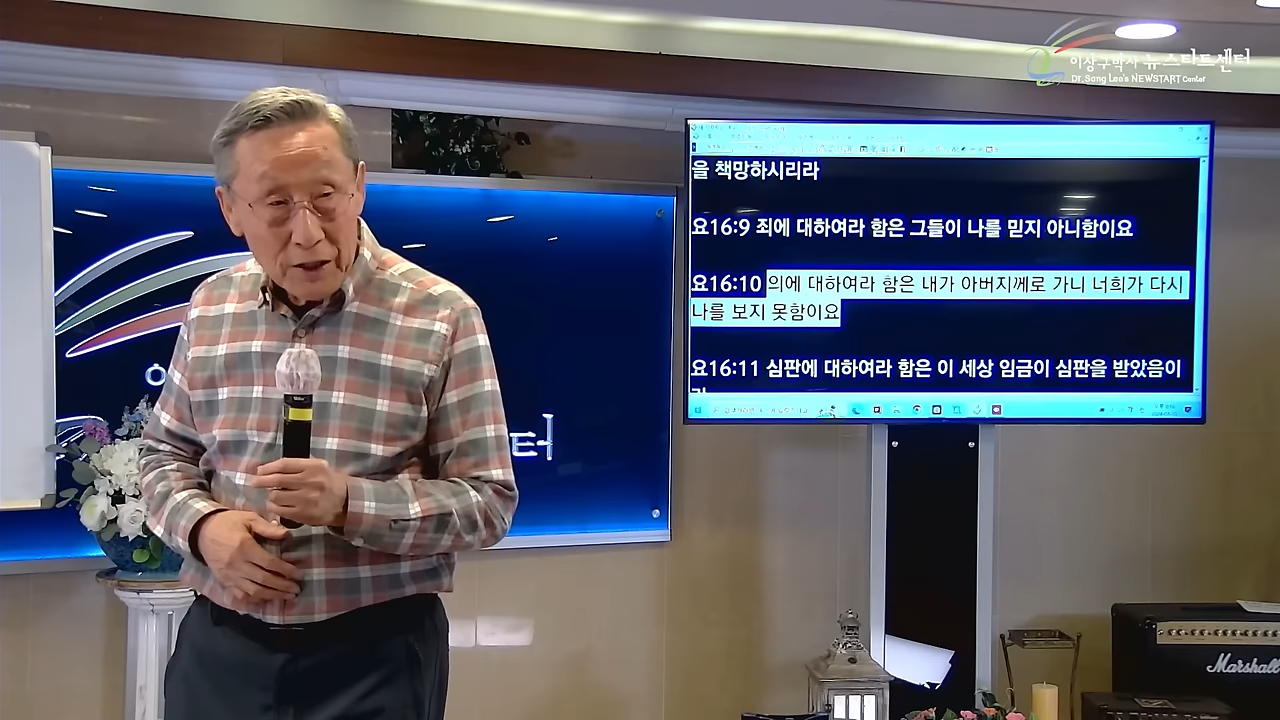 이상구박사 뉴스타트센터
Dr. Sang Lee's NEWSTART Center
을 책망하시리라
요16:9 죄에 대하여라 함은 그들이 나를 믿지 아니함이요
요16:10 의에 대하여라 함은 내가 아버지께로 가니 너희가 다시
나를 보지 못함이요
요16:11 심판에 대하여라 함은 이 세상 임금이 심판을 받았음이
터
Marshall